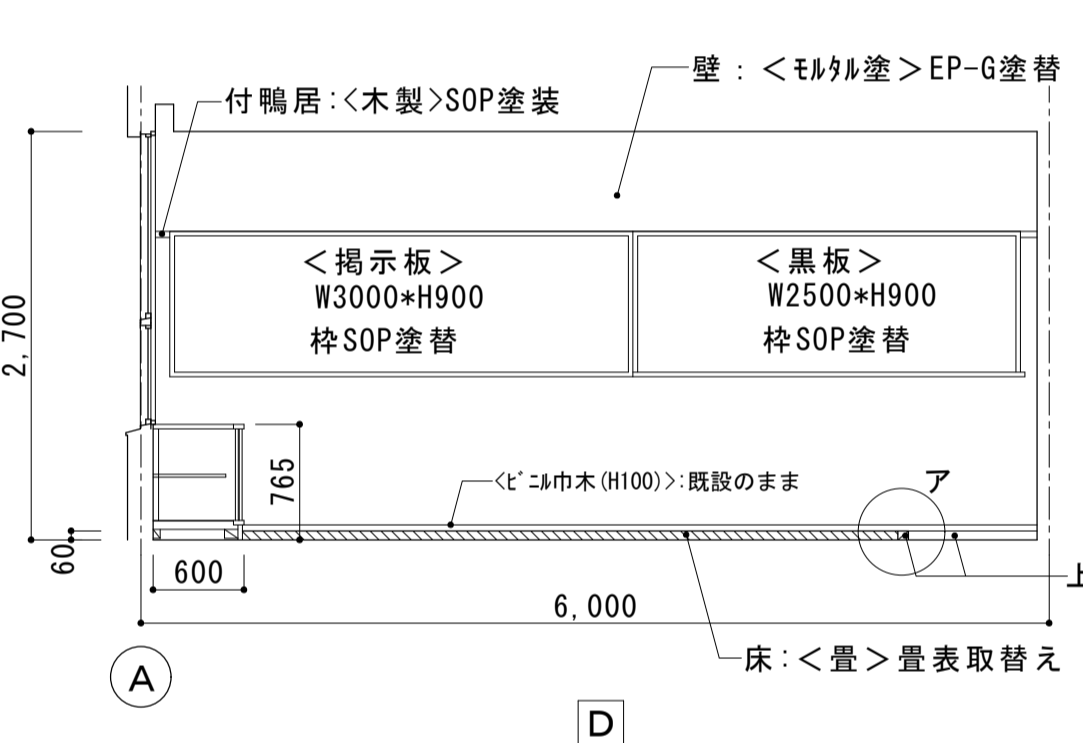 壁：＜ﾓﾙﾀﾙ塗＞EP-G塗替
付鴨居:<木製>SOP塗装
＜掲示板＞
W3000*H900
枠SOP塗替
＜黒板＞
W2500*H900
枠SOP塗替
2,700
765
<ﾋﾞﾆﾙ巾木(H100)>:既設のまま
ア
60
600
上
6,000
床:＜畳＞畳表取替え
A
D